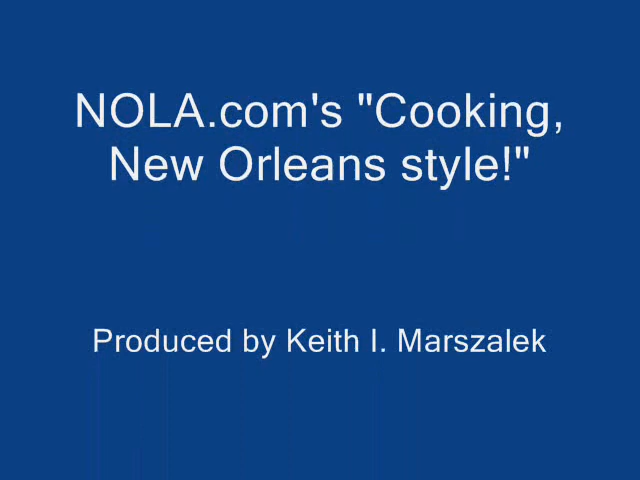 NOLA.com's "Cooking,
New Orleans style!"
Produced by Keith I. Marszalek